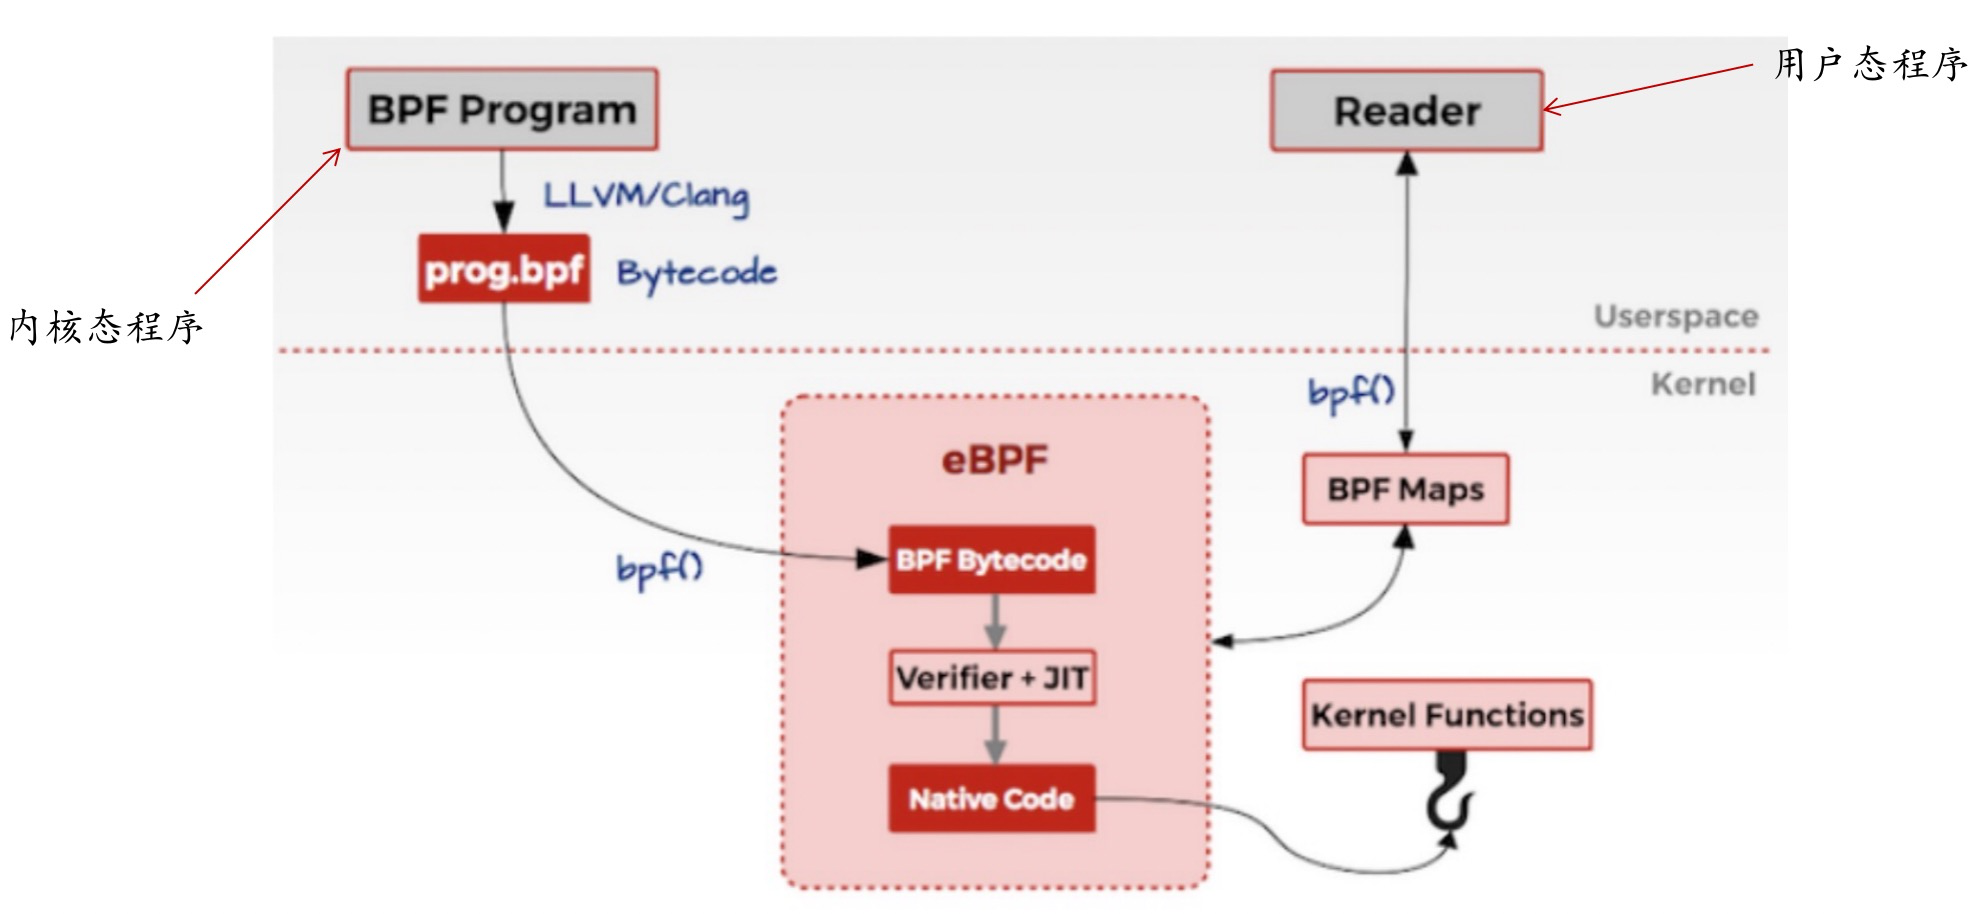 用户态程序
BPF Program
Reader
LLVM/Clang
prog.bpf
Bytecode
内核态程序
Userspace
Kernel
bpf()
eBPF
BPF Maps
BPF Bytecode
bpf()
Verifier + JIT
Kernel Functions
Native Code